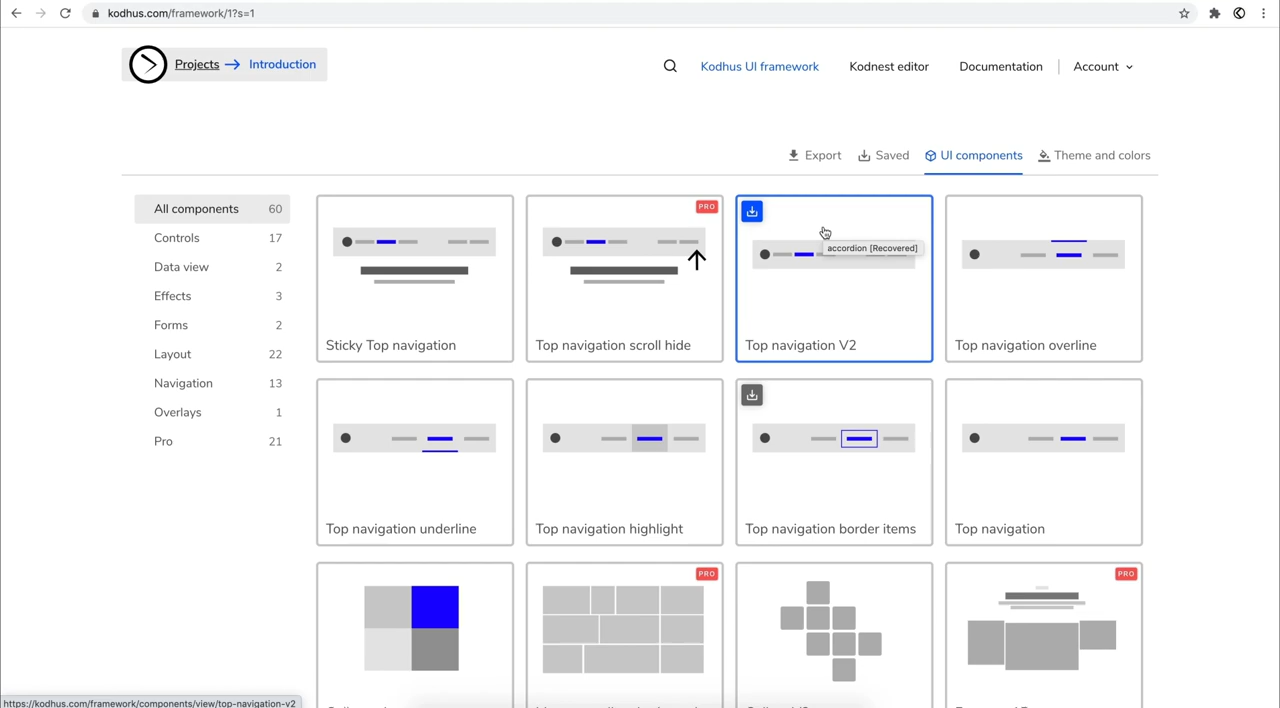 kodhus.com/framework/1?s=1
Projects → Introduction
Kodhus UI framework
Kodnest editor
Documentation
Account
Export
Saved
UI components
Theme and colors
All components 60
Controls 17
Data view 2
Effects 3
Forms 2
Layout 22
Navigation 13
Overlays 1
Pro 21
Sticky Top navigation
PRO
Top navigation scroll hide
accordion [Recovered]
Top navigation V2
Top navigation overline
Top navigation underline
Top navigation highlight
Top navigation border items
Top navigation
PRO
PRO
https://kodhus.com/framework/components/view/top-navigation-v2